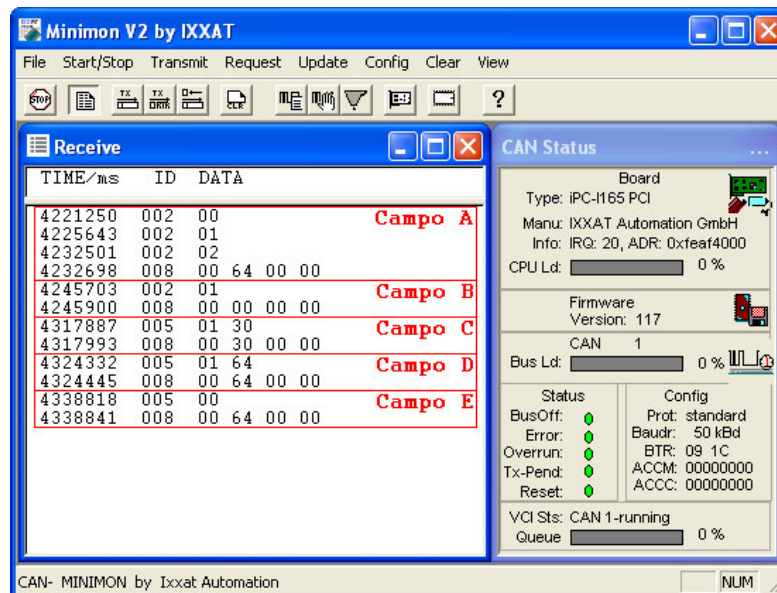 Minimon V2 by IXXAT
File Start/Stop Transmit Request Update Config Clear View
STOP TX TX DRTR CLR ?
Receive
TIME/ms ID DATA
4221250 002 00 Campo A
4225643 002 01
4232501 002 02
4232698 008 00 64 00 00
4245703 002 01 Campo B
4245900 008 00 00 00 00
4317887 005 01 30 Campo C
4317993 008 00 30 00 00
4324332 005 01 64 Campo D
4324445 008 00 64 00 00
4338818 005 00 Campo E
4338841 008 00 64 00 00
CAN Status ...
Board
Type: iPC-I165 PCI
Manu: IXXAT Automation GmbH
Info: IRQ: 20, ADR: 0xfeaf4000
CPU Ld: 0 %
Firmware
Version: 117
CAN 1
Bus Ld: 0 %
Status
BusOff:
Error:
Overrun:
Tx-Pend:
Reset:
Config
Prot: standard
Baudr: 50 kBd
BTR: 09 1C
ACCM: 00000000
ACCC: 00000000
VCI Sts: CAN 1-running
Queue 0 %
CAN- MINIMON by Ixxat Automation
NUM